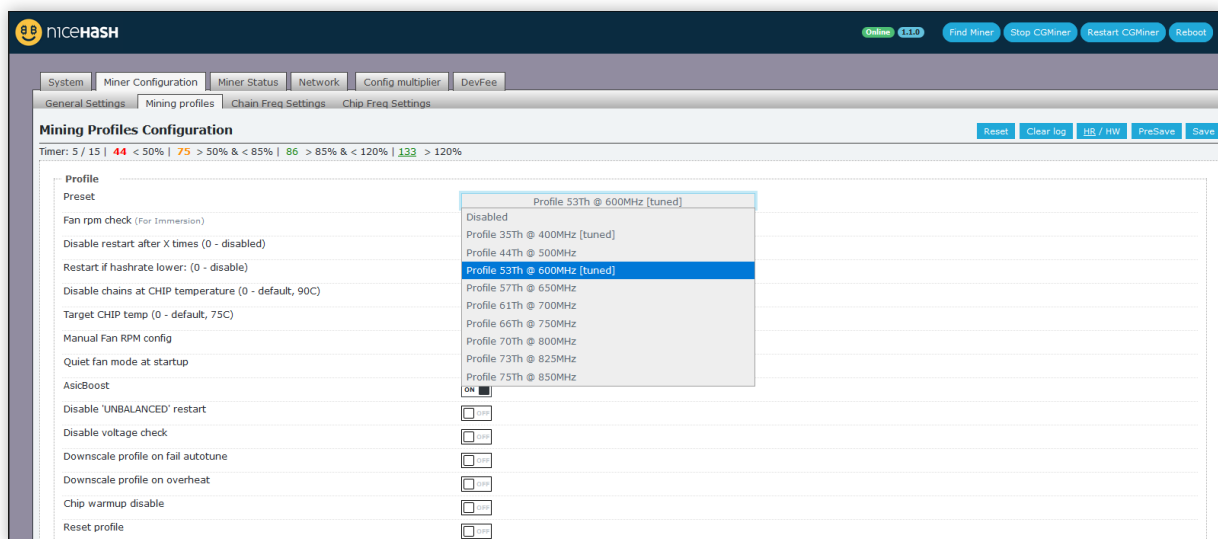 niceHASH Online 1.1.0 Find Miner Stop CGMiner Restart CGMiner Reboot
System Miner Configuration Miner Status Network Config multiplier DevFee
General Settings Mining profiles Chain Freq Settings Chip Freq Settings
Mining Profiles Configuration Reset Clear log HR / HW PreSave Save
Timer: 5 / 15 | 44 < 50% | 75 > 50% & < 85% | 86 > 85% & < 120% | 133 > 120%
Profile
Preset Profile 53Th @ 600MHz [tuned]
Disabled
Fan rpm check (For Immersion)
Profile 35Th @ 400MHz [tuned]
Disable restart after X times (0 - disabled)
Profile 44Th @ 500MHz
Restart if hashrate lower: (0 - disable)
Profile 53Th @ 600MHz [tuned]
Disable chains at CHIP temperature (0 - default, 90C)
Profile 57Th @ 650MHz
Profile 61Th @ 700MHz
Target CHIP temp (0 - default, 75C)
Profile 66Th @ 750MHz
Manual Fan RPM config
Profile 70Th @ 800MHz
Quiet fan mode at startup
Profile 73Th @ 825MHz
Profile 75Th @ 850MHz
AsicBoost ON
Disable 'UNBALANCED' restart OFF
Disable voltage check OFF
Downscale profile on fail autotune OFF
Downscale profile on overheat OFF
Chip warmup disable OFF
Reset profile OFF